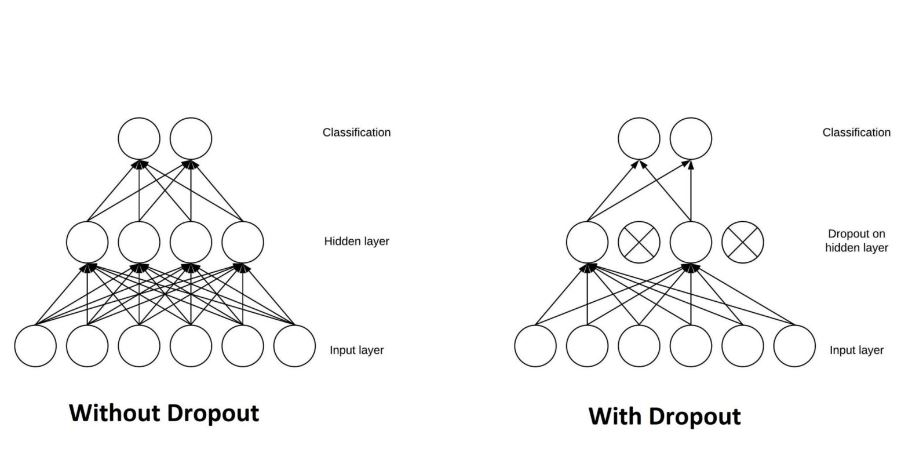 Classification
Hidden layer
Input layer
Without Dropout
Classification
Dropout on
hidden layer
Input layer
With Dropout